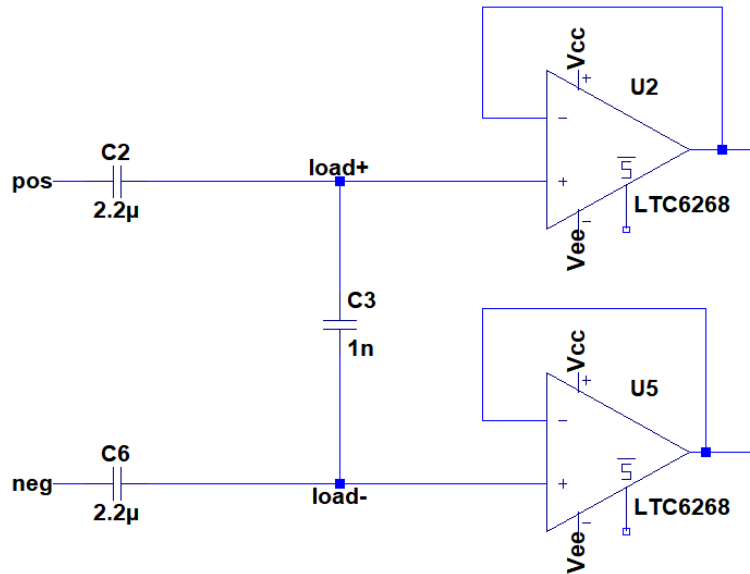 Vcc
+
U2
C2
−
load+
S
pos
+
2.2µ
LTC6268
−
Vee
C3
1n
Vcc
+
U5
−
C6
S
neg
+
load-
2.2µ
LTC6268
−
Vee